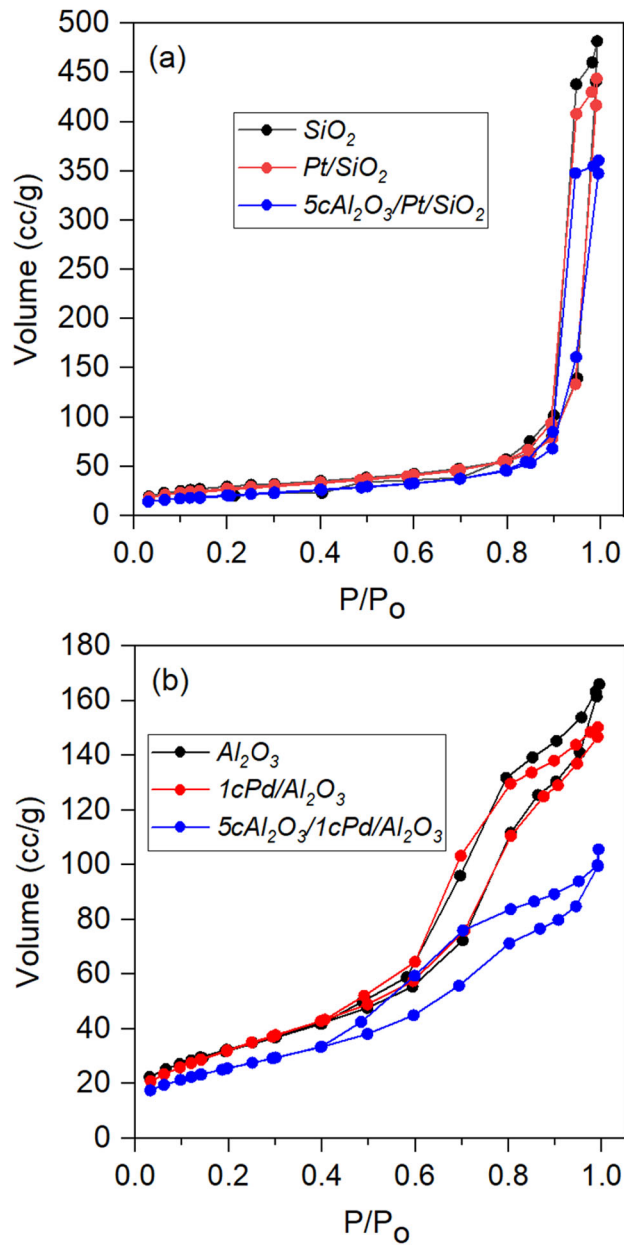 500
450
400
350
300
250
200
150
100
50
0
Volume (cc/g)
(a)
SiO₂
Pt/SiO₂
5cAl₂O₃/Pt/SiO₂
0.0 0.2 0.4 0.6 0.8 1.0
P/Pₒ
180
160
140
120
100
80
60
40
20
0
Volume (cc/g)
(b)
Al₂O₃
1cPd/Al₂O₃
5cAl₂O₃/1cPd/Al₂O₃
0.0 0.2 0.4 0.6 0.8 1.0
P/Pₒ